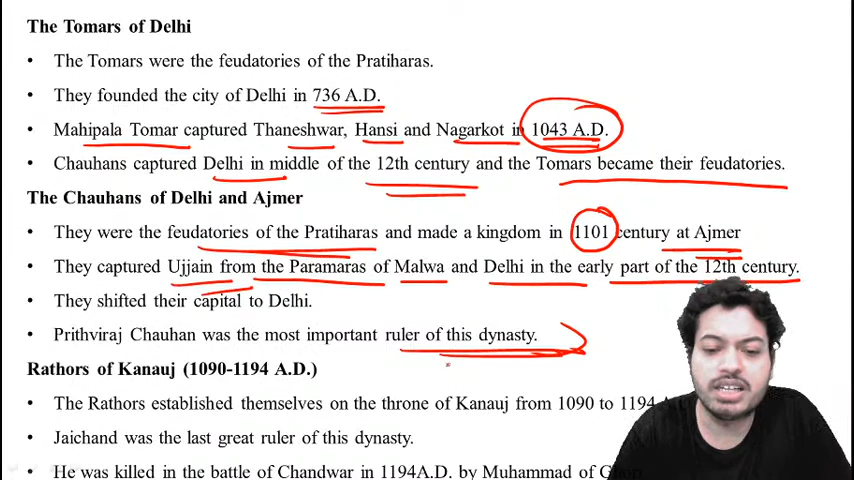 The Tomars of Delhi
• The Tomars were the feudatories of the Pratiharas.
• They founded the city of Delhi in 736 A.D.
• Mahipala Tomar captured Thaneshwar, Hansi and Nagarkot in 1043 A.D.
• Chauhans captured Delhi in middle of the 12th century and the Tomars became their feudatories.
The Chauhans of Delhi and Ajmer
• They were the feudatories of the Pratiharas and made a kingdom in 1101 century at Ajmer
• They captured Ujjain from the Paramaras of Malwa and Delhi in the early part of the 12th century.
• They shifted their capital to Delhi.
• Prithviraj Chauhan was the most important ruler of this dynasty.
Rathors of Kanauj (1090-1194 A.D.)
• The Rathors established themselves on the throne of Kanauj from 1090 to 1194
• Jaichand was the last great ruler of this dynasty.
• He was killed in the battle of Chandwar in 1194A.D. by Muhammad of